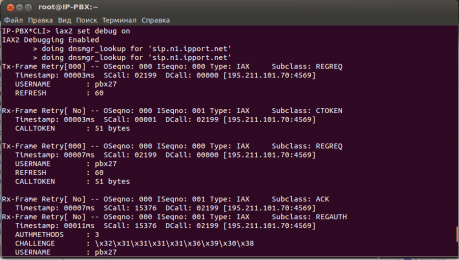 root@IP-PBX:~
Файл Правка Вид Поиск Терминал Справка
IP-PBX*CLI> iax2 set debug on
IAX2 Debugging Enabled
> doing dnsmgr_lookup for 'sip.n1.ipport.net'
> doing dnsmgr_lookup for 'sip.n1.ipport.net'
Tx-Frame Retry[000] -- OSeqno: 000 ISeqno: 000 Type: IAX Subclass: REGREQ
Timestamp: 00003ms SCall: 02199 DCall: 00000 [195.211.101.70:4569]
USERNAME : pbx27
REFRESH : 60
Rx-Frame Retry[ No] -- OSeqno: 000 ISeqno: 001 Type: IAX Subclass: CTOKEN
Timestamp: 00003ms SCall: 00001 DCall: 02199 [195.211.101.70:4569]
CALLTOKEN : 51 bytes
Tx-Frame Retry[000] -- OSeqno: 000 ISeqno: 000 Type: IAX Subclass: REGREQ
Timestamp: 00007ms SCall: 02199 DCall: 00000 [195.211.101.70:4569]
USERNAME : pbx27
REFRESH : 60
CALLTOKEN : 51 bytes
Rx-Frame Retry[ No] -- OSeqno: 000 ISeqno: 001 Type: IAX Subclass: ACK
Timestamp: 00007ms SCall: 15376 DCall: 02199 [195.211.101.70:4569]
Rx-Frame Retry[ No] -- OSeqno: 000 ISeqno: 001 Type: IAX Subclass: REGAUTH
Timestamp: 00011ms SCall: 15376 DCall: 02199 [195.211.101.70:4569]
AUTHMETHODS : 3
CHALLENGE : \x32\x31\x31\x31\x31\x36\x39\x30\x38
USERNAME : pbx27